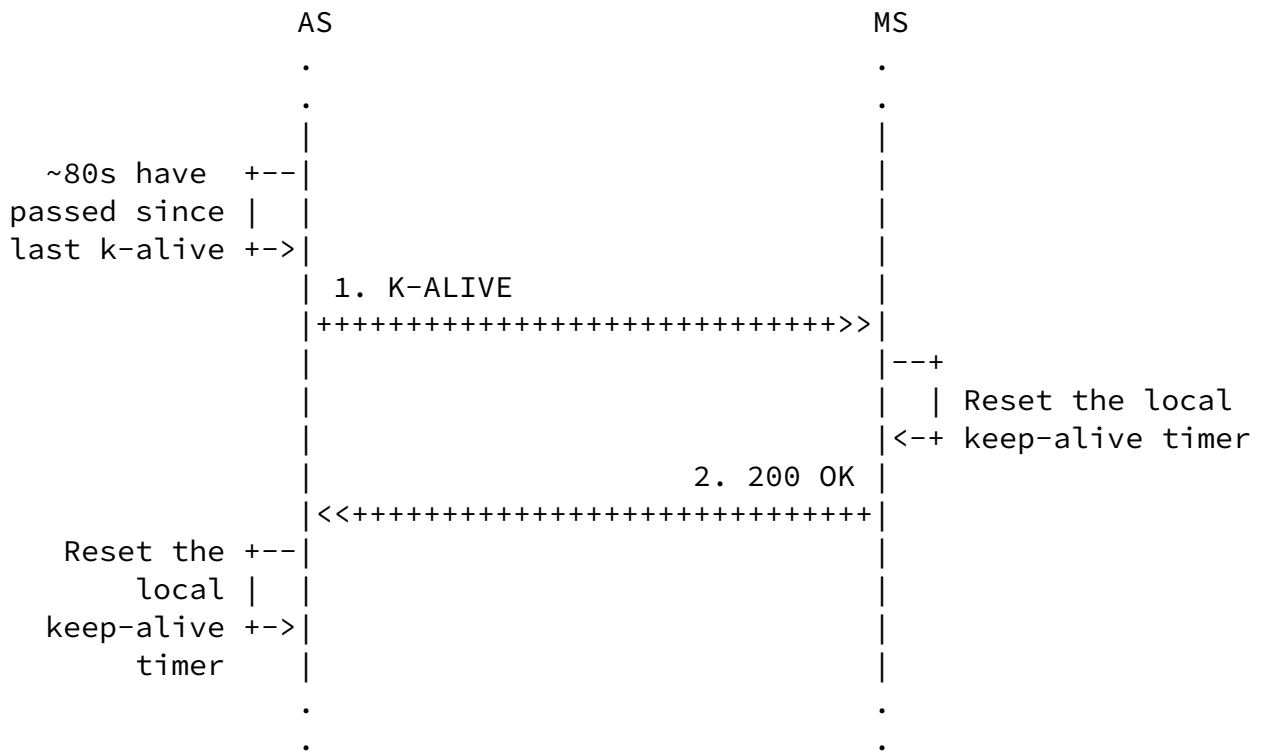 AS MS
. .
. .
| |
~80s have +--| |
passed since | | |
last k-alive +->| |
| 1. K-ALIVE |
|+++++++++++++++++++++++++++++>>|
| |--+
| | | Reset the local
| |<-+ keep-alive timer
| 2. 200 OK |
|<<+++++++++++++++++++++++++++++|
Reset the +--| |
local | | |
keep-alive +->| |
timer | |
. .
. .